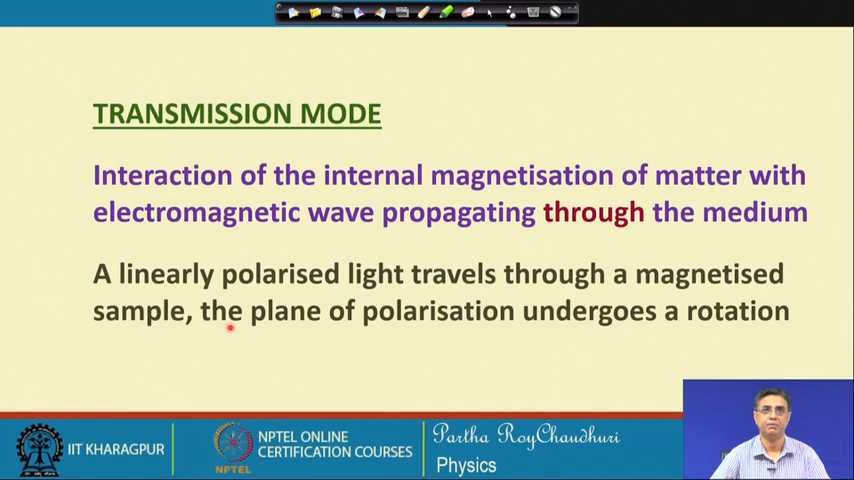 TRANSMISSION MODE
Interaction of the internal magnetisation of matter with
electromagnetic wave propagating through the medium
A linearly polarised light travels through a magnetised
sample, the plane of polarisation undergoes a rotation
IIT KHARAGPUR
NPTEL
NPTEL ONLINE
CERTIFICATION COURSES
Partha RoyChaudhuri
Physics